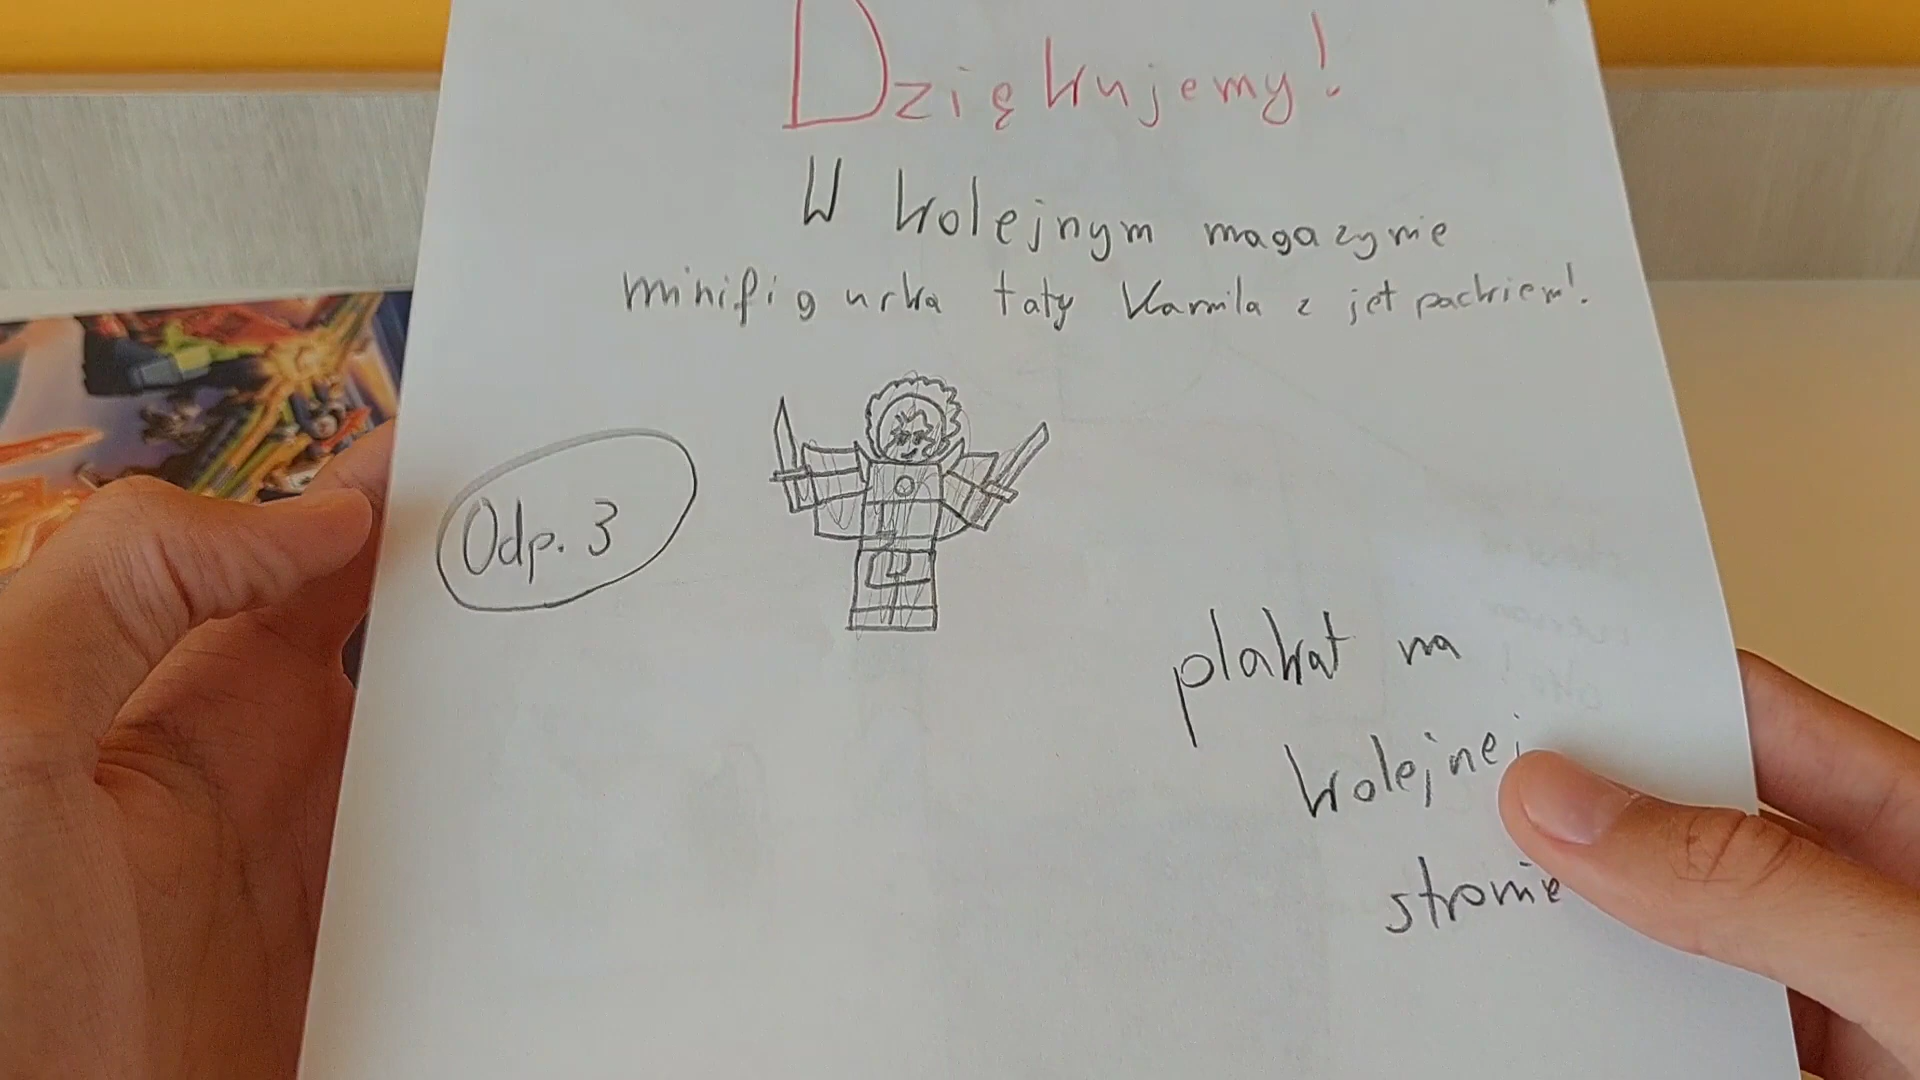 Dziękujemy!
W kolejnym magazynie
minifigurka taty Kamila z jet packiem!
Odp. 3
plakat na
kolejnej
stronie